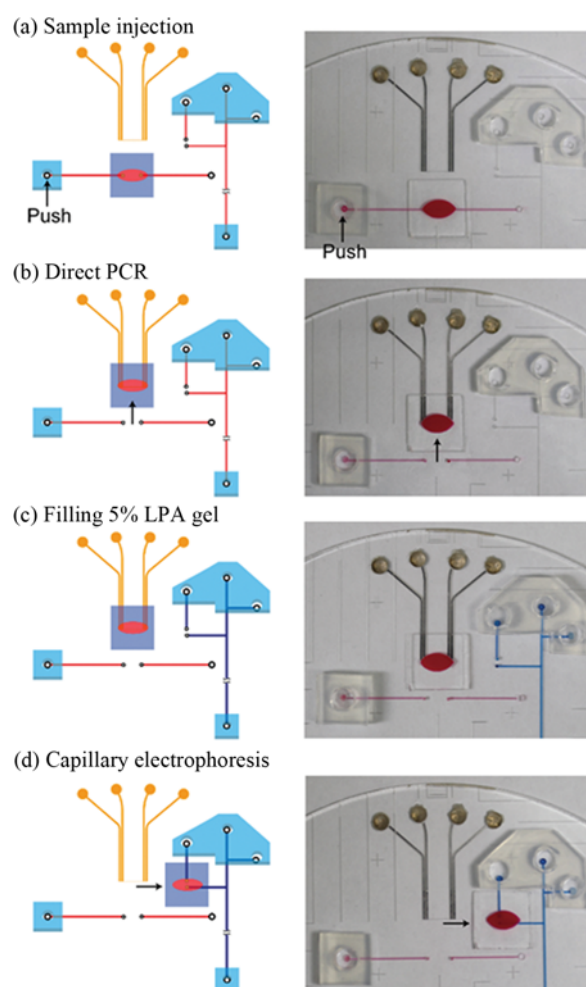 (a) Sample injection
Push
Push
(b) Direct PCR
(c) Filling 5% LPA gel
(d) Capillary electrophoresis